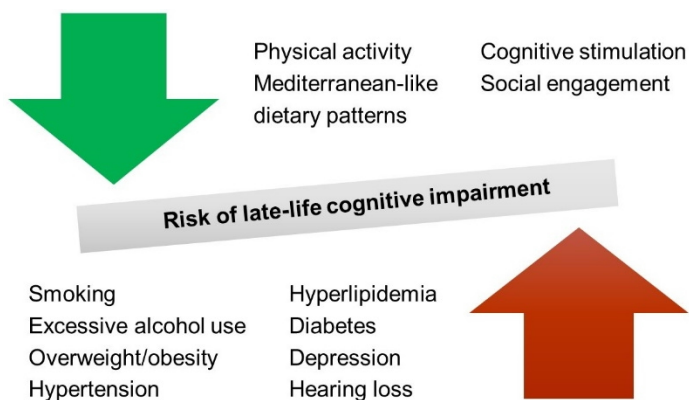 Physical activity
Mediterranean-like
dietary patterns
Cognitive stimulation
Social engagement
Risk of late-life cognitive impairment
Smoking
Excessive alcohol use
Overweight/obesity
Hypertension
Hyperlipidemia
Diabetes
Depression
Hearing loss